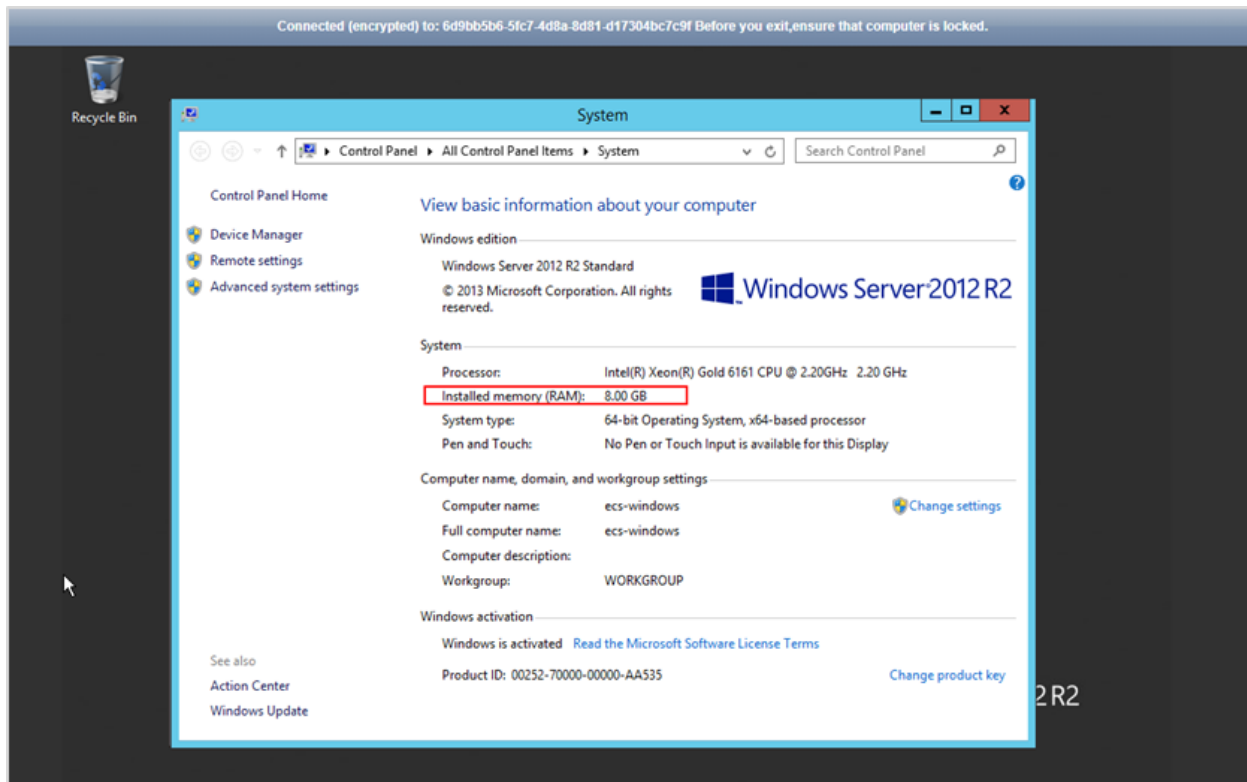 Connected (encrypted) to: 6d9bb5b6-5fc7-4d8a-8d81-d17304bc7c9f Before you exit,ensure that computer is locked.
Recycle Bin
System
Control Panel All Control Panel Items System
Search Control Panel
Control Panel Home
Device Manager
Remote settings
Advanced system settings
View basic information about your computer
Windows edition
Windows Server 2012 R2 Standard
© 2013 Microsoft Corporation. All rights
reserved.
Windows Server 2012 R2
System
Processor: Intel(R) Xeon(R) Gold 6161 CPU @ 2.20GHz 2.20 GHz
Installed memory (RAM): 8.00 GB
System type: 64-bit Operating System, x64-based processor
Pen and Touch: No Pen or Touch Input is available for this Display
Computer name, domain, and workgroup settings
Computer name: ecs-windows Change settings
Full computer name: ecs-windows
Computer description:
Workgroup: WORKGROUP
Windows activation
Windows is activated Read the Microsoft Software License Terms
Product ID: 00252-70000-00000-AA535 Change product key
See also
Action Center
Windows Update
2 R2